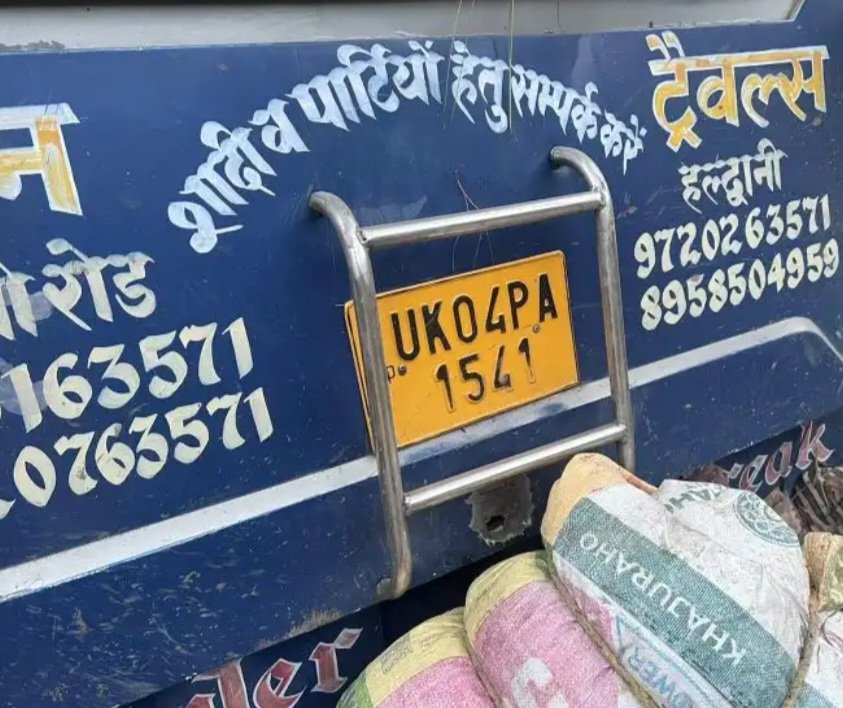 शादी व पार्टियों हेतु सम्पर्क करें
ट्रैवल्स
हल्द्वानी
9720263571
8958504959
रोड
163571
0763571
UK04PA
1541
KHAJURAHO